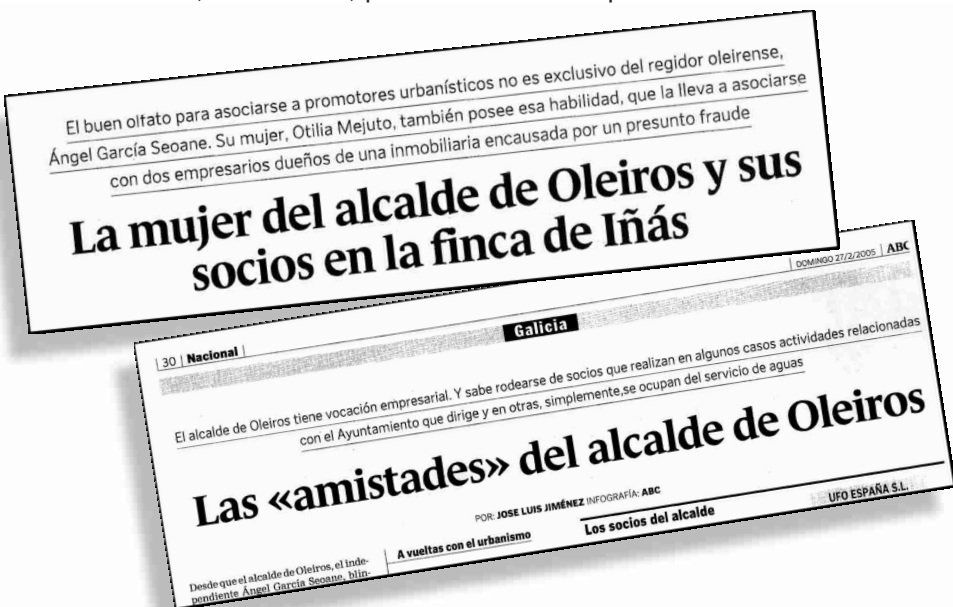 El buen olfato para asociarse a promotores urbanísticos no es exclusivo del regidor oleirense,
Ángel García Seoane. Su mujer, Otilia Mejuto, también posee esa habilidad, que la lleva a asociarse
con dos empresarios dueños de una inmobiliaria encausada por un presunto fraude
La mujer del alcalde de Oleiros y sus
socios en la finca de Iñás
DOMINGO 27/2/2005 | ABC
| 30 | Nacional |
Galicia
El alcalde de Oleiros tiene vocación empresarial. Y sabe rodearse de socios que realizan en algunos casos actividades relacionadas
con el Ayuntamiento que dirige y en otras, simplemente,se ocupan del servicio de aguas
Las «amistades» del alcalde de Oleiros
POR: JOSE LUIS JIMÉNEZ INFOGRAFÍA: ABC
A vueltas con el urbanismo
Los socios del alcalde
UFO ESPAÑA S.L.
Desde que el alcalde de Oleiros, el inde-
pendiente Ángel García Seoane, blin-